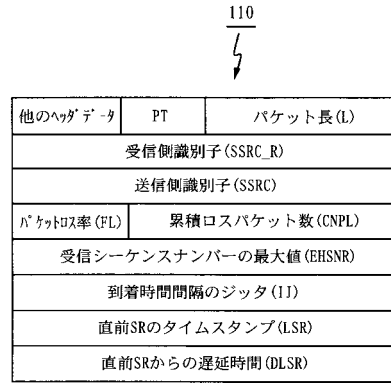 110
他のヘッダデータ PT パケット長(L)
受信側識別子(SSRC_R)
送信側識別子(SSRC)
パケットロス率(FL) 累積ロスパケット数(CNPL)
受信シーケンスナンバーの最大値(EHSNR)
到着時間間隔のジッタ(IJ)
直前SRのタイムスタンプ(LSR)
直前SRからの遅延時間(DLSR)